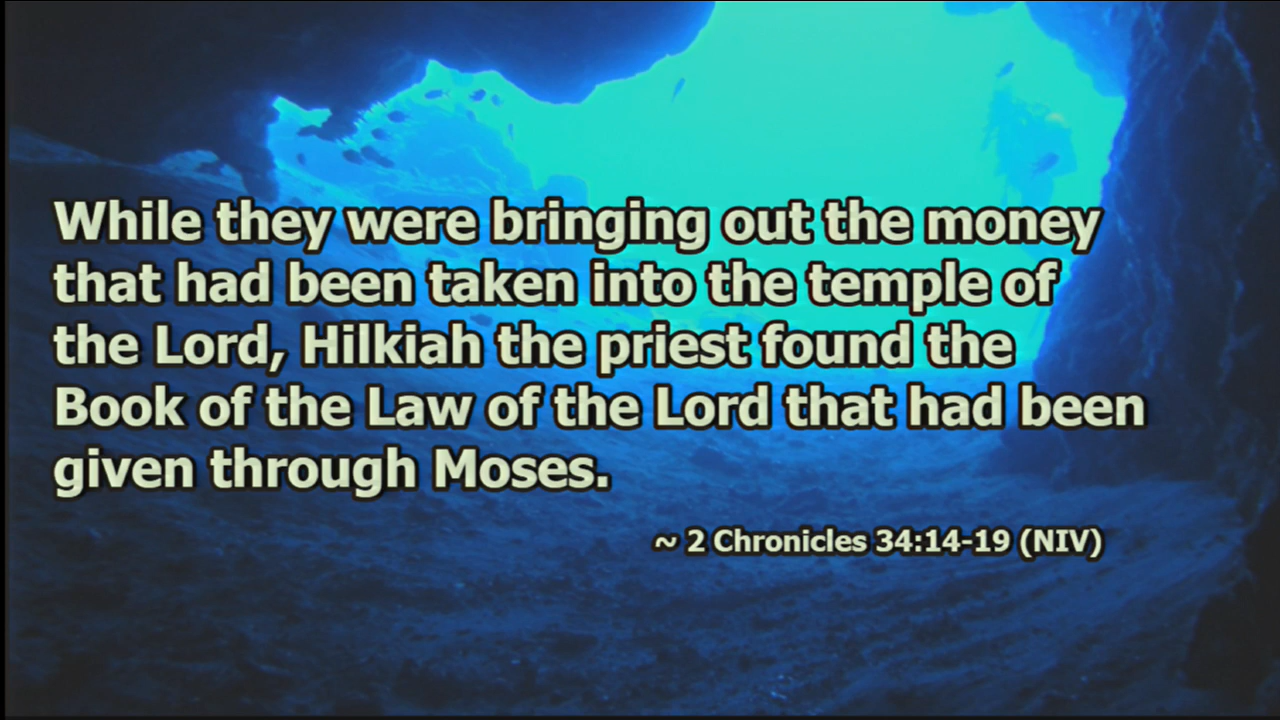 While they were bringing out the money
that had been taken into the temple of
the Lord, Hilkiah the priest found the
Book of the Law of the Lord that had been
given through Moses.
~ 2 Chronicles 34:14-19 (NIV)